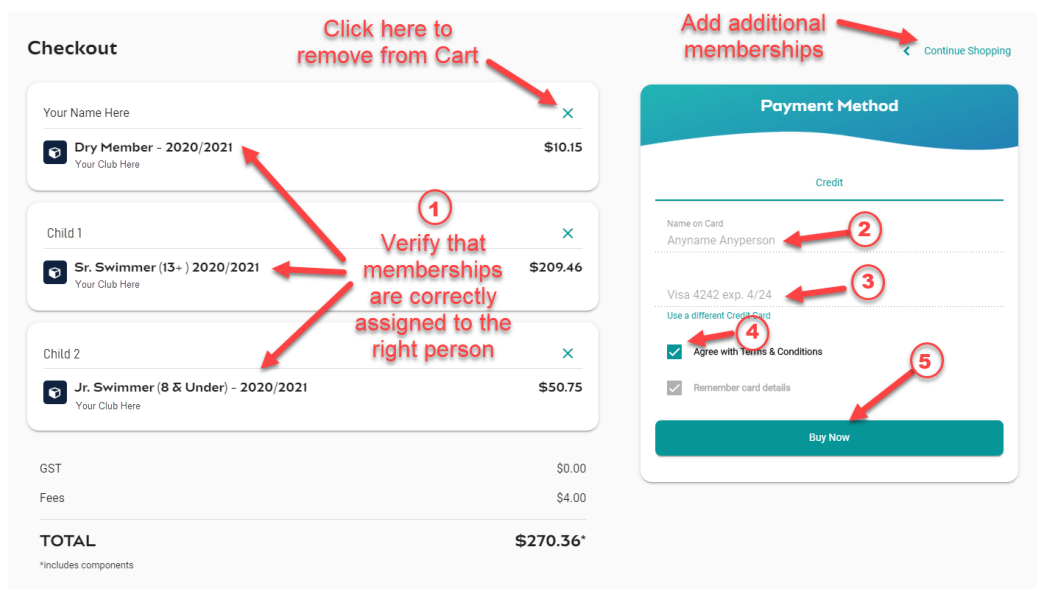 Click here to
remove from Cart
Add additional
memberships
Checkout
Continue Shopping
Your Name Here
Dry Member - 2020/2021
$10.15
Your Club Here
1
Verify that
memberships
are correctly
assigned to the
right person
Child 1
Sr. Swimmer (13+ ) 2020/2021
$209.46
Your Club Here
Child 2
Jr. Swimmer (8 & Under) - 2020/2021
$50.75
Your Club Here
GST
$0.00
Fees
$4.00
TOTAL
$270.36*
*includes components
Payment Method
Credit
Name on Card
Anyname Anyperson
2
Visa 4242 exp. 4/24
3
Use a different Credit Card
4
Agree with Terms & Conditions
5
Remember card details
Buy Now